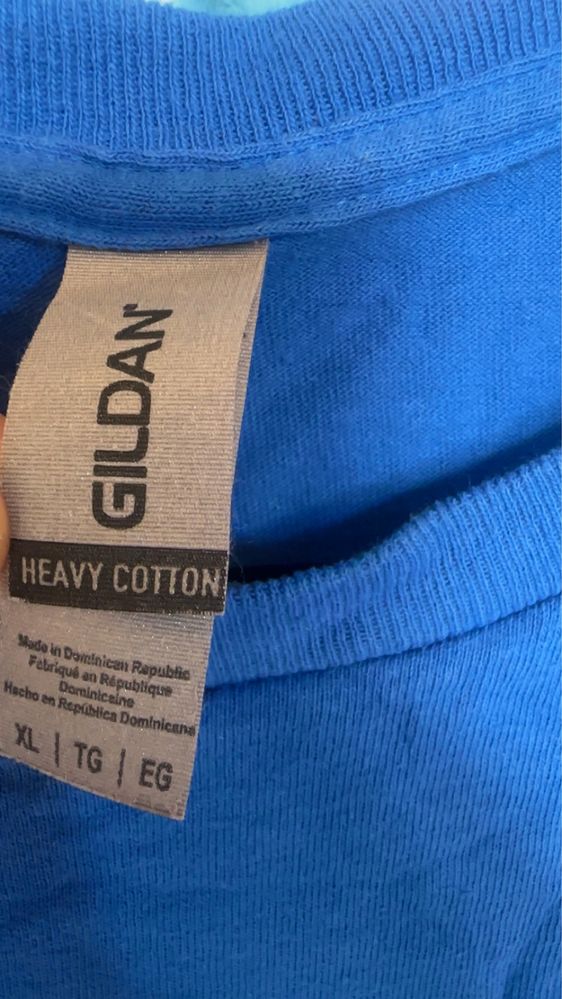 GILDAN
HEAVY COTTON
Made in Dominican Republic
Fabriqué en République
Dominicaine
Hecho en República Dominicana
XL | TG | EG